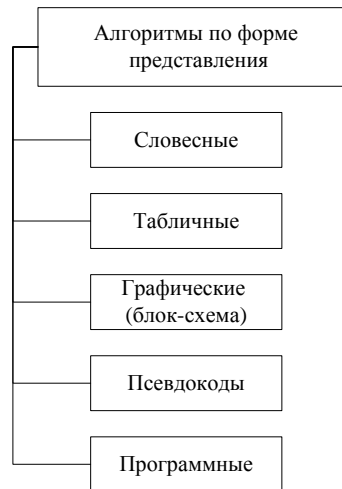 Алгоритмы по форме
представления
Словесные
Табличные
Графические
(блок-схема)
Псевдокоды
Программные